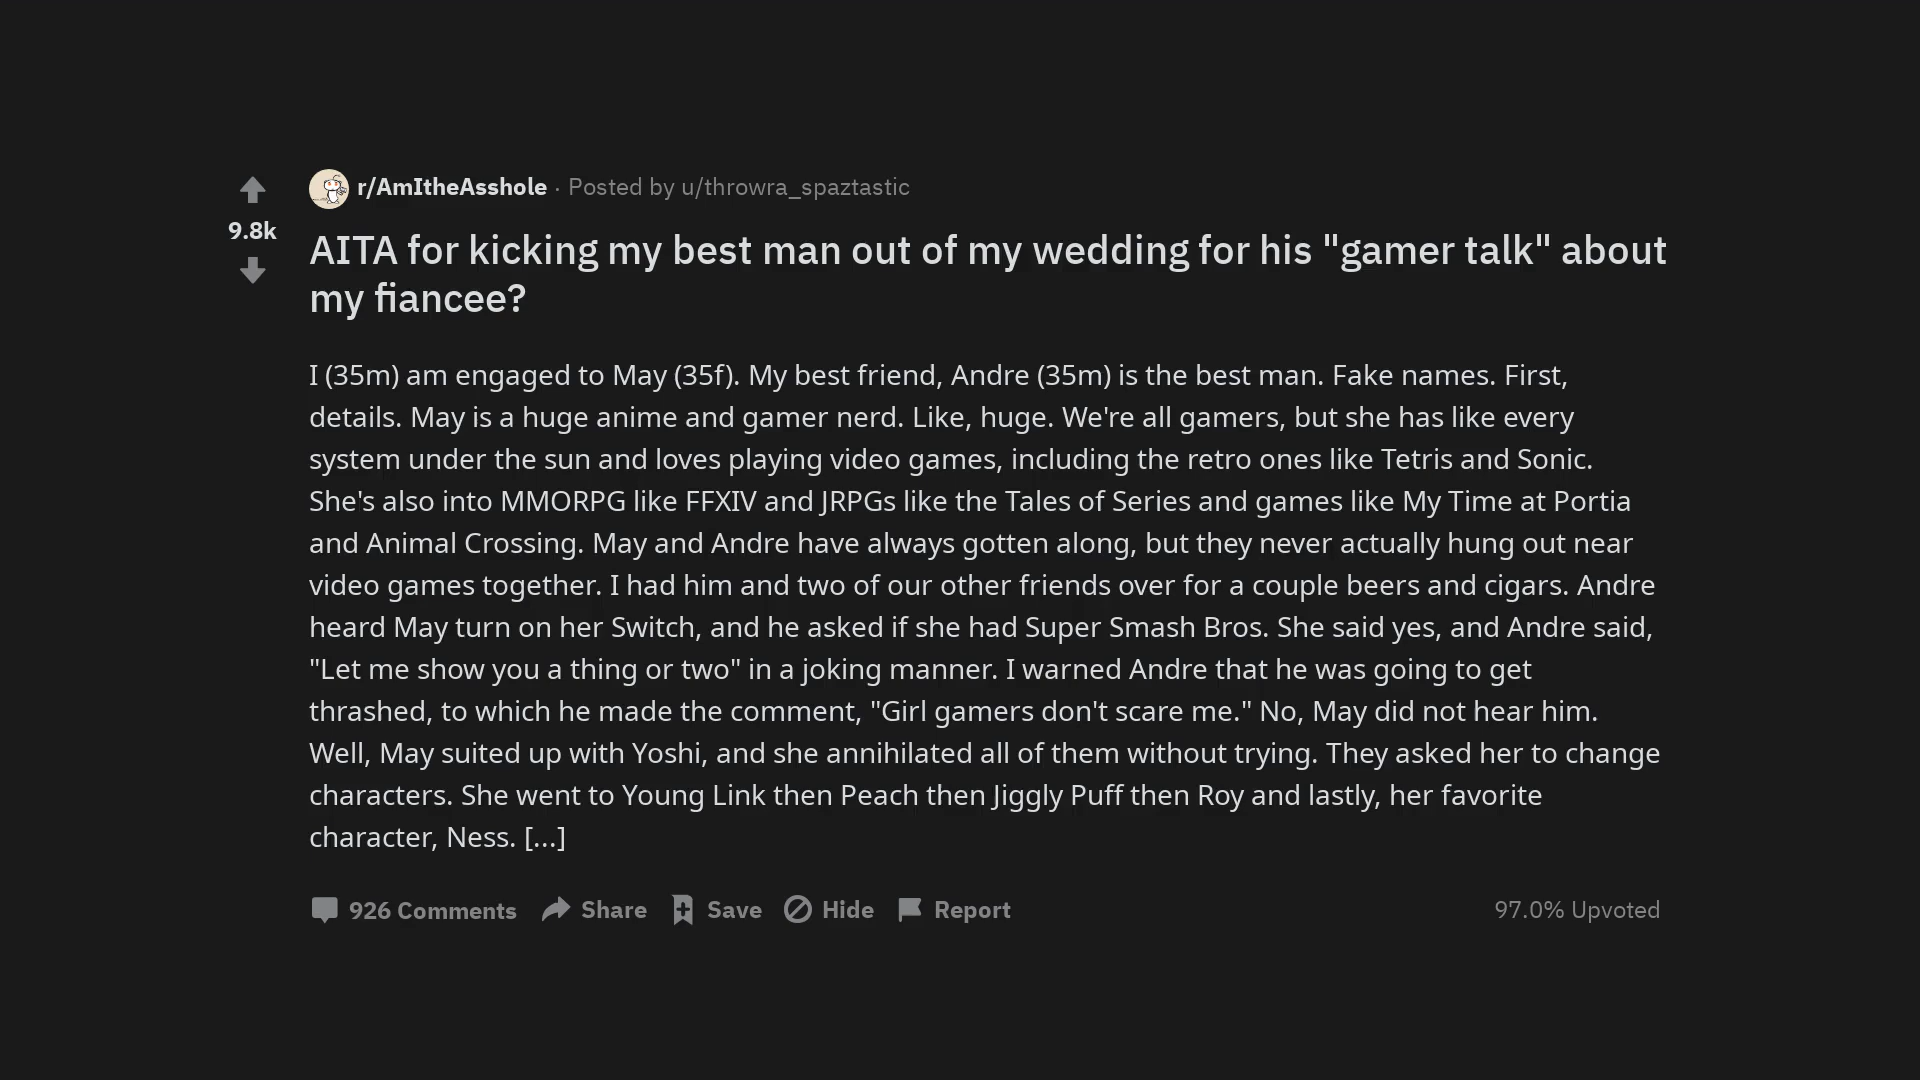 r/AmItheAsshole · Posted by u/throwra_spaztastic
9.8k
AITA for kicking my best man out of my wedding for his "gamer talk" about
my fiancee?
I (35m) am engaged to May (35f). My best friend, Andre (35m) is the best man. Fake names. First,
details. May is a huge anime and gamer nerd. Like, huge. We're all gamers, but she has like every
system under the sun and loves playing video games, including the retro ones like Tetris and Sonic.
She's also into MMORPG like FFXIV and JRPGs like the Tales of Series and games like My Time at Portia
and Animal Crossing. May and Andre have always gotten along, but they never actually hung out near
video games together. I had him and two of our other friends over for a couple beers and cigars. Andre
heard May turn on her Switch, and he asked if she had Super Smash Bros. She said yes, and Andre said,
"Let me show you a thing or two" in a joking manner. I warned Andre that he was going to get
thrashed, to which he made the comment, "Girl gamers don't scare me." No, May did not hear him.
Well, May suited up with Yoshi, and she annihilated all of them without trying. They asked her to change
characters. She went to Young Link then Peach then Jiggly Puff then Roy and lastly, her favorite
character, Ness. [...]
926 Comments Share Save Hide Report 97.0% Upvoted